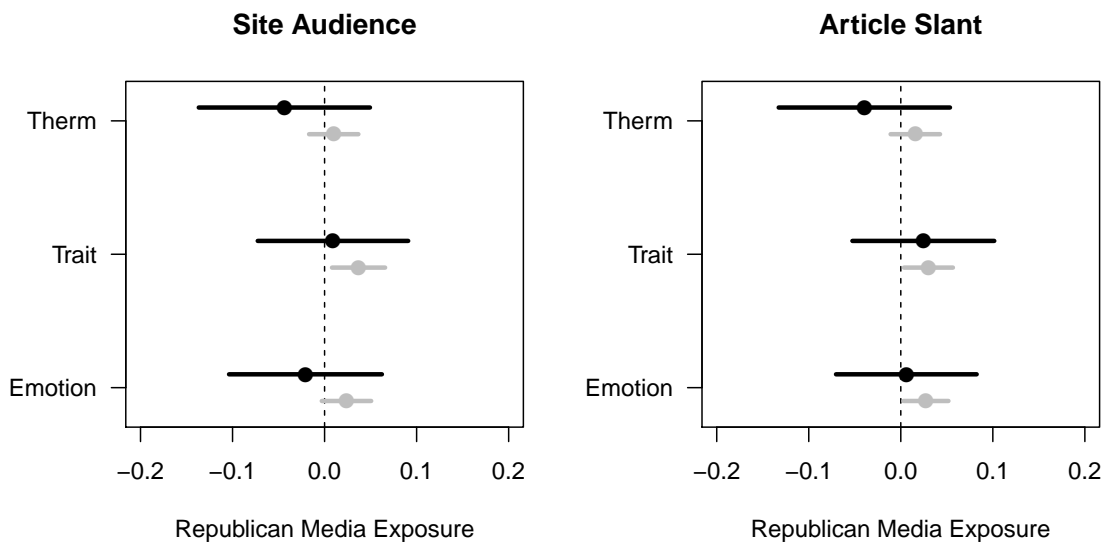 Site Audience
Therm
Trait
Emotion
−0.2 −0.1 0.0 0.1 0.2
Republican Media Exposure
Article Slant
Therm
Trait
Emotion
−0.2 −0.1 0.0 0.1 0.2
Republican Media Exposure